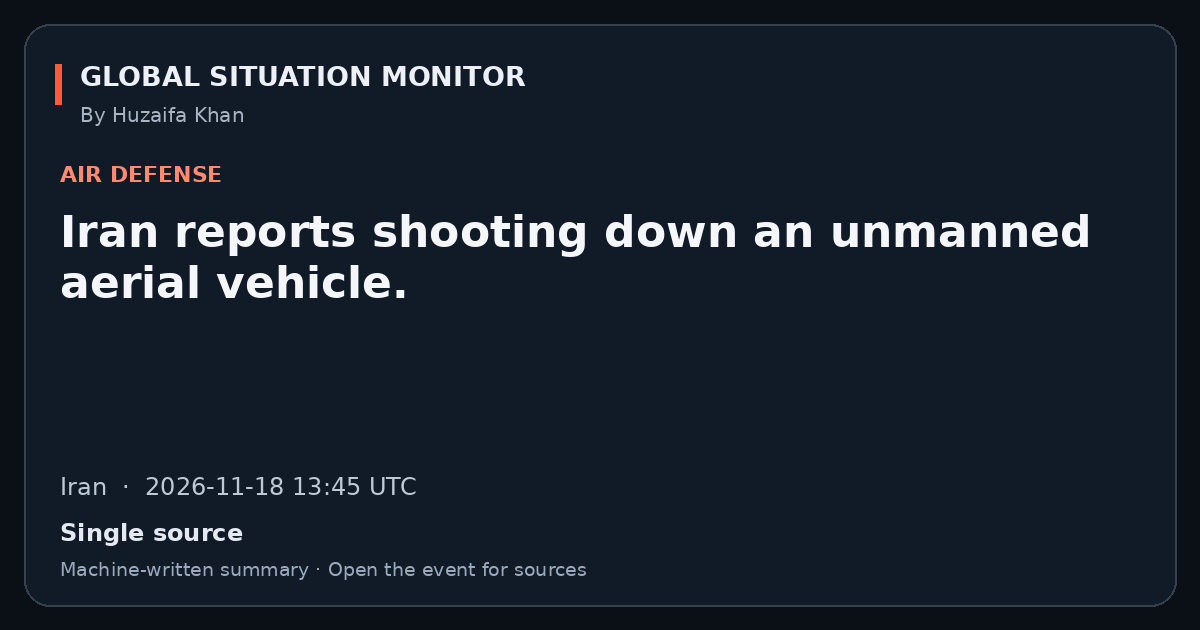 GLOBAL SITUATION MONITOR
By Huzaifa Khan
AIR DEFENSE
Iran reports shooting down an unmanned
aerial vehicle.
Iran · 2026-11-18 13:45 UTC
Single source
Machine-written summary · Open the event for sources